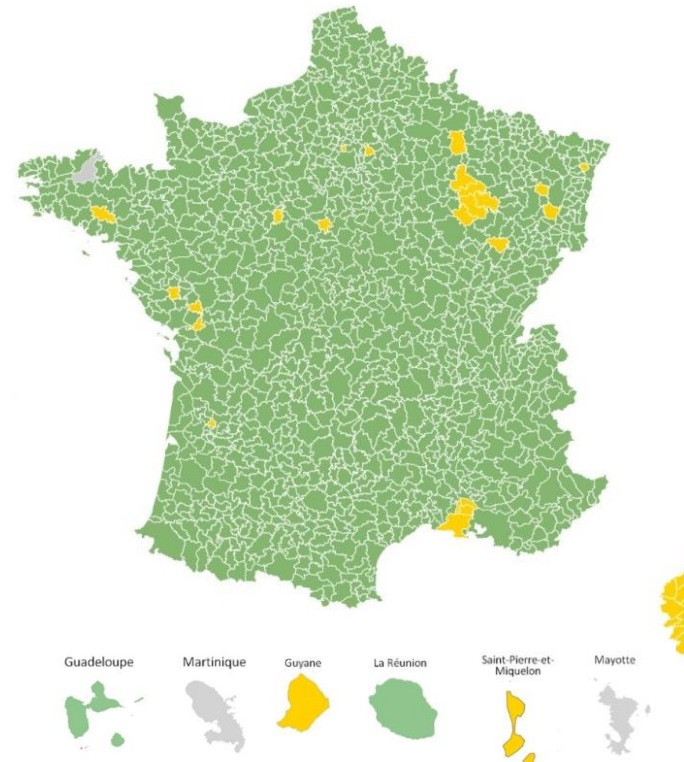 Guadeloupe
Martinique
Guyane
La Réunion
Saint-Pierre-et-
Miquelon
Mayotte